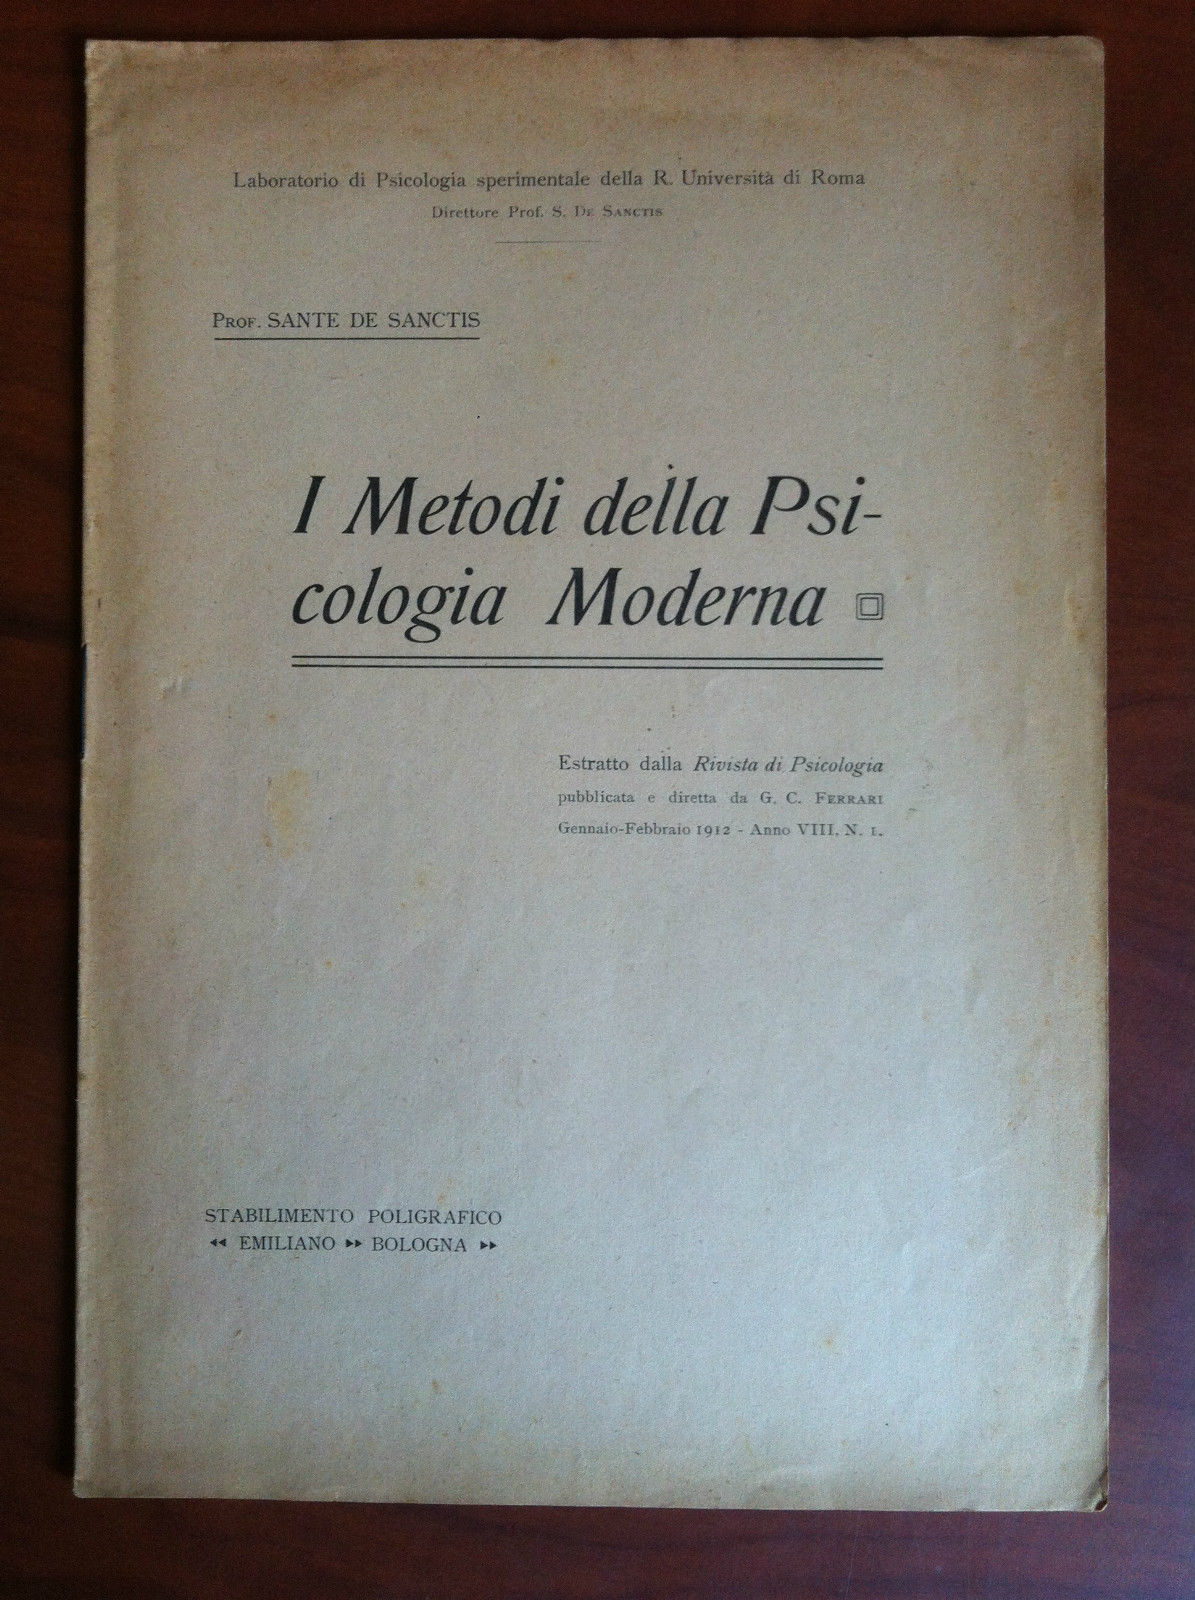 Laboratorio di Psicologia sperimentale della R. Università di Roma
Direttore Prof. S. De Sanctis
Prof. SANTE DE SANCTIS
I Metodi della Psi-
cologia Moderna
Estratto dalla Rivista di Psicologia
pubblicata e diretta da G. C. Ferrari
Gennaio-Febbraio 1912 - Anno VIII. N. 1.
STABILIMENTO POLIGRAFICO
EMILIANO BOLOGNA